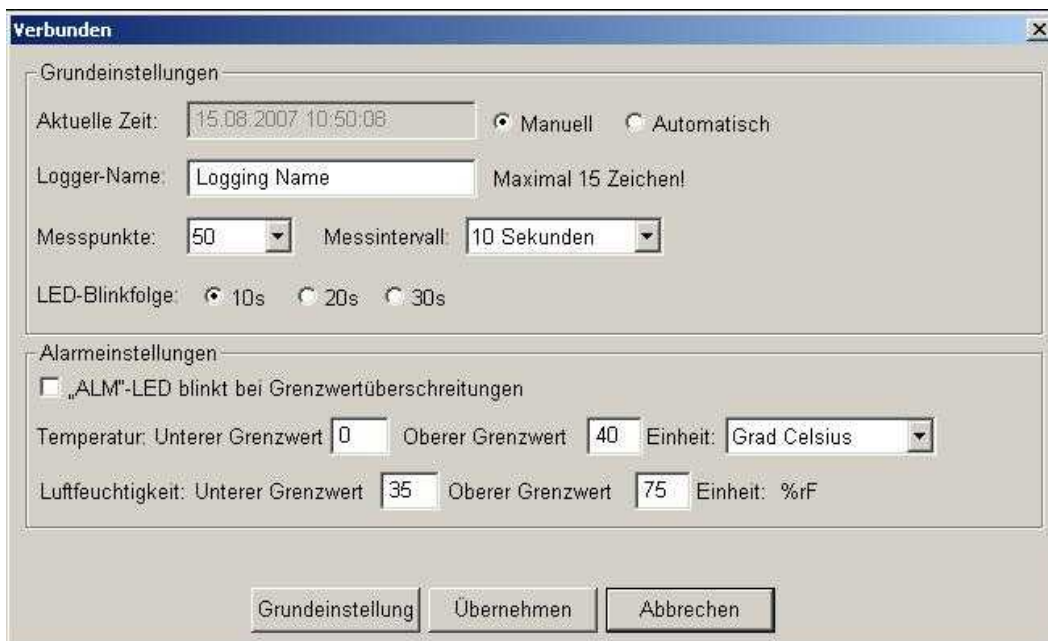 Verbunden
Grundeinstellungen
Aktuelle Zeit: 15.08.2007 10:50:08 Manuell Automatisch
Logger-Name: Logging Name Maximal 15 Zeichen!
Messpunkte: 50 Messintervall: 10 Sekunden
LED-Blinkfolge: 10s 20s 30s
Alarmeinstellungen
„ALM"-LED blinkt bei Grenzwertüberschreitungen
Temperatur: Unterer Grenzwert 0 Oberer Grenzwert 40 Einheit: Grad Celsius
Luftfeuchtigkeit: Unterer Grenzwert 35 Oberer Grenzwert 75 Einheit: %rF
Grundeinstellung Übernehmen Abbrechen